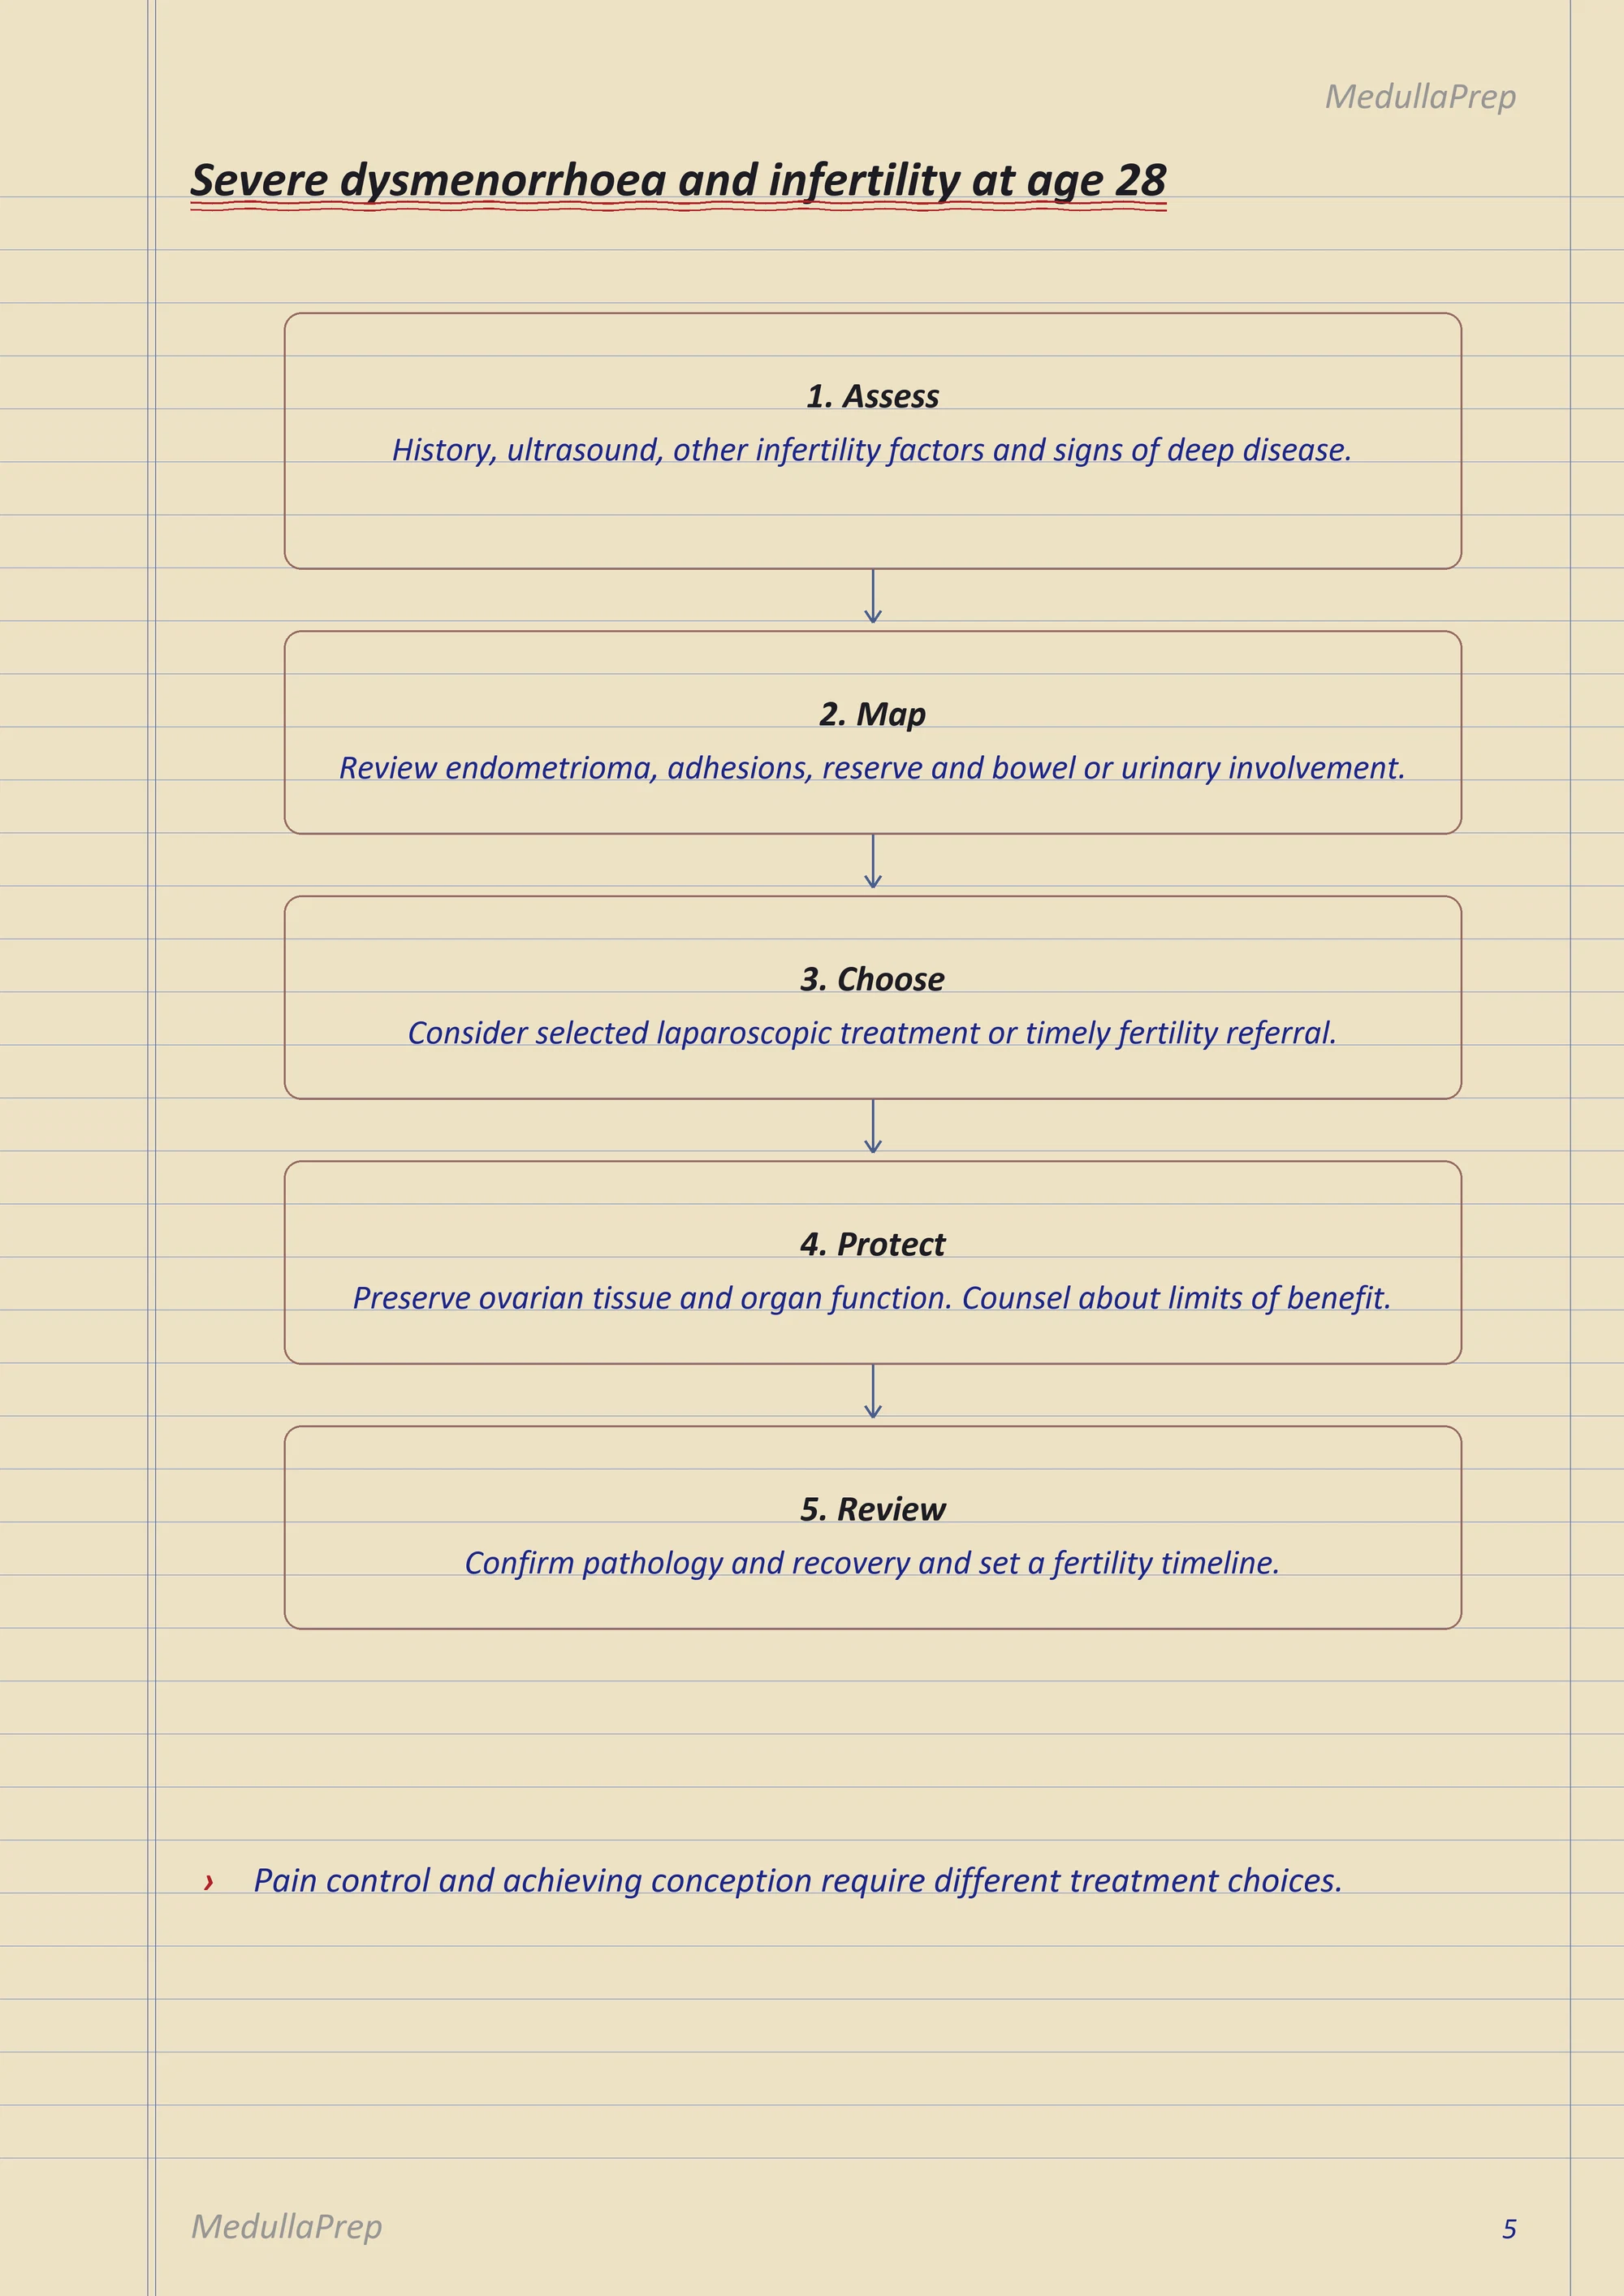 MedullaPrep
Severe dysmenorrhoea and infertility at age 28
1. Assess
History, ultrasound, other infertility factors and signs of deep disease.
2. Map
Review endometrioma, adhesions, reserve and bowel or urinary involvement.
3. Choose
Consider selected laparoscopic treatment or timely fertility referral.
4. Protect
Preserve ovarian tissue and organ function. Counsel about limits of benefit.
5. Review
Confirm pathology and recovery and set a fertility timeline.
› Pain control and achieving conception require different treatment choices.
MedullaPrep
5